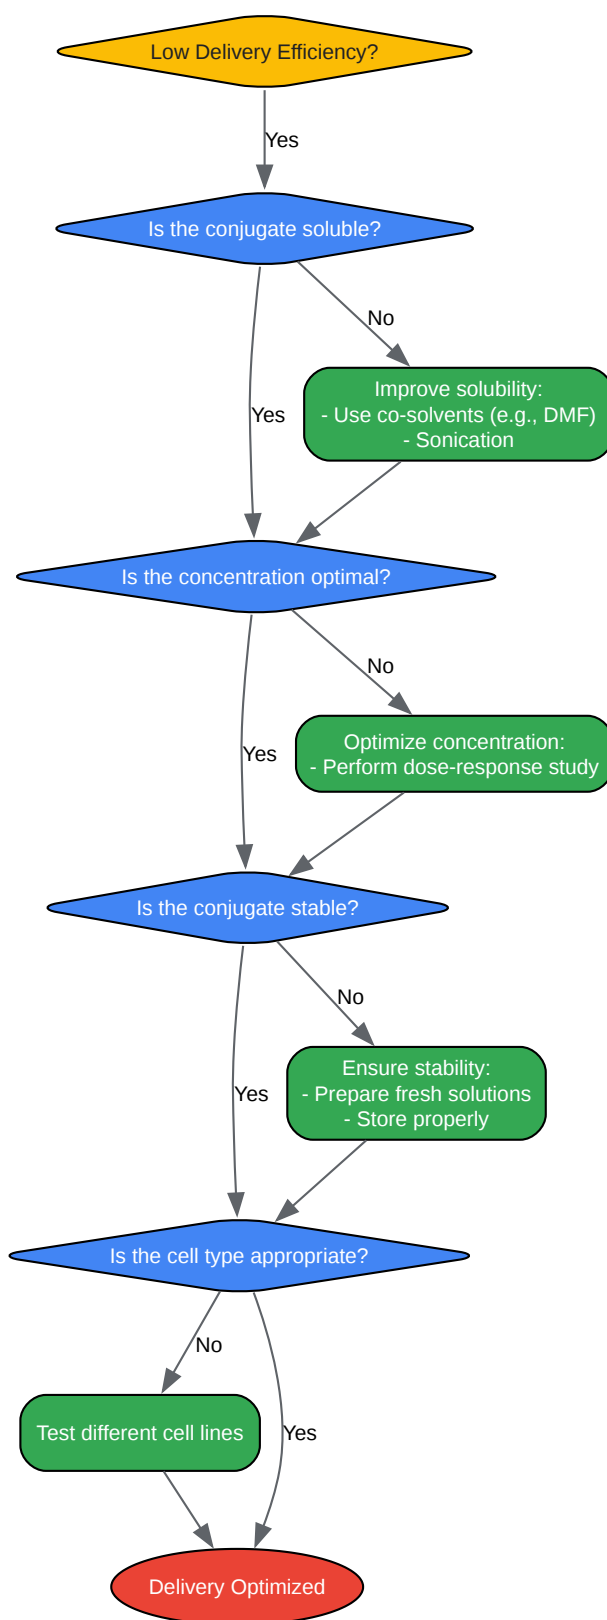 Low Delivery Efficiency?
Yes
Is the conjugate soluble?
No
Improve solubility:
- Use co-solvents (e.g., DMF)
- Sonication
Yes
Is the concentration optimal?
No
Optimize concentration:
- Perform dose-response study
Yes
Is the conjugate stable?
No
Ensure stability:
- Prepare fresh solutions
- Store properly
Yes
Is the cell type appropriate?
No
Test different cell lines
Yes
Delivery Optimized